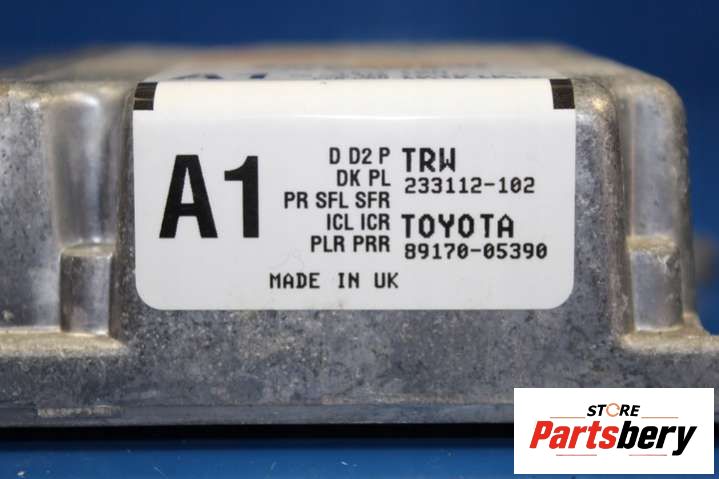 A1
D D2 P TRW
DK PL 233112-102
PR SFL SFR
ICL ICR TOYOTA
PLR PRR 89170-05390
MADE IN UK
STORE
Partsbery